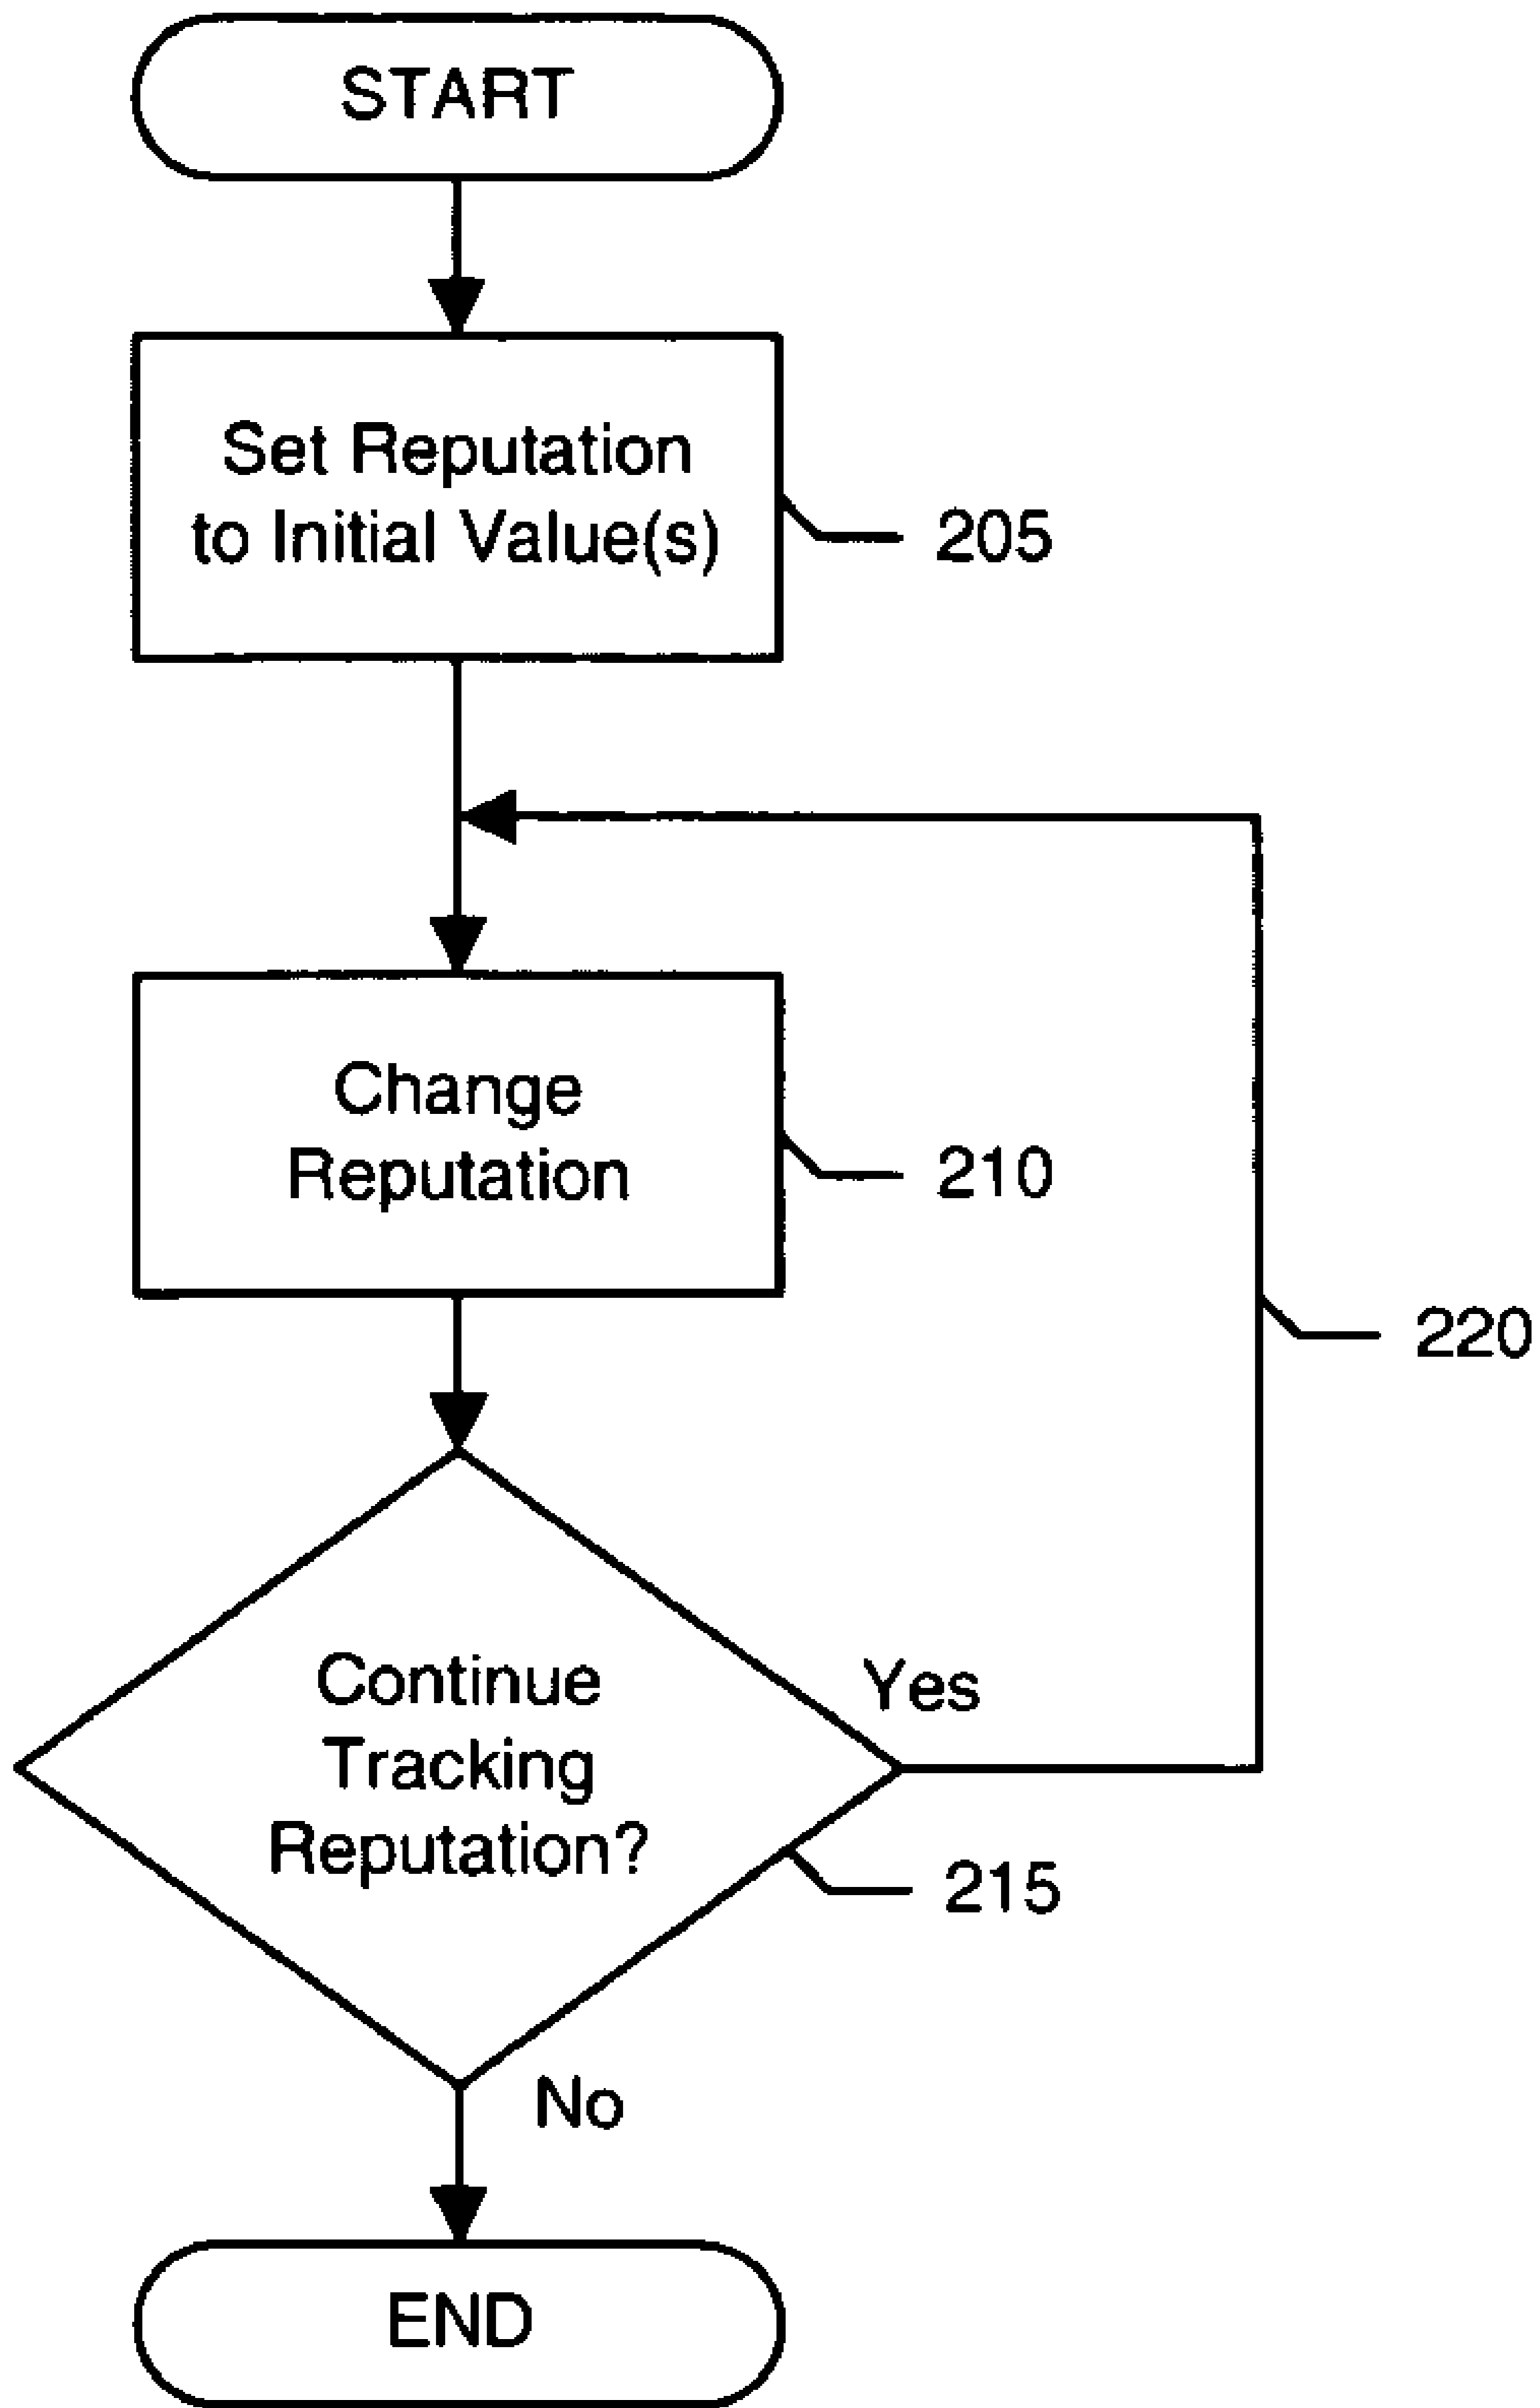 START
Set Reputation
to Initial Value(s)
205
Change
Reputation
210
220
Continue
Tracking
Reputation?
Yes
215
No
END